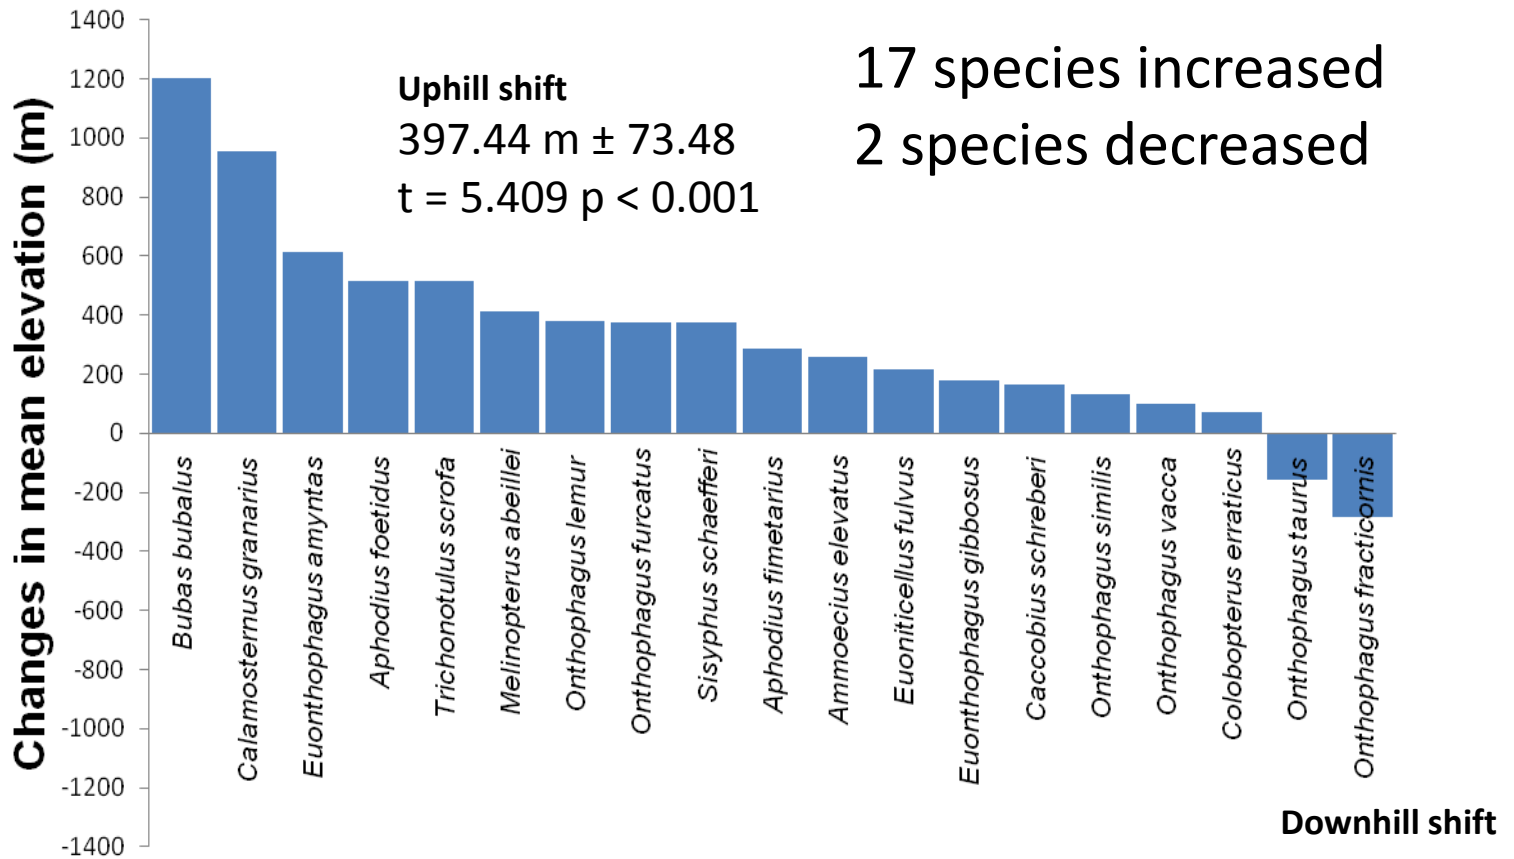 1400
1200
1000
800
600
400
200
0
-200
-400
-600
-800
-1000
-1200
-1400
Changes in mean elevation (m)
Uphill shift
397.44 m ± 73.48
t = 5.409 p < 0.001
17 species increased
2 species decreased
Bubas bubalus
Calamosternus granarius
Euonthophagus amyntas
Aphodius foetidus
Trichonotulus scrofa
Melinopterus abeillei
Onthophagus lemur
Onthophagus furcatus
Sisyphus schaefferi
Aphodius fimetarius
Ammoecius elevatus
Euoniticellus fulvus
Euonthophagus gibbosus
Caccobius schreberi
Onthophagus similis
Onthophagus vacca
Colobopterus erraticus
Onthophagus taurus
Onthophagus fracticornis
Downhill shift